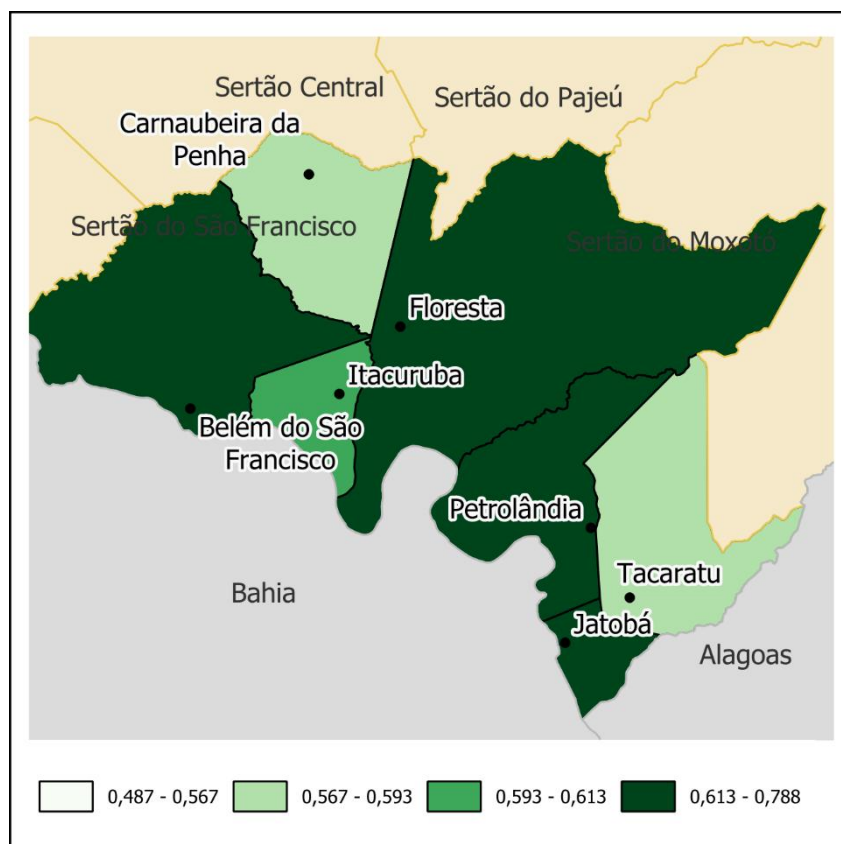 Sertão Central
Sertão do Pajeú
Carnaubeira da
Penha
Sertão do São Francisco
Sertão do Moxotó
Floresta
Itacuruba
Belém do São
Francisco
Petrolândia
Tacaratu
Bahia
Jatobá
Alagoas
0,487 - 0,567
0,567 - 0,593
0,593 - 0,613
0,613 - 0,788